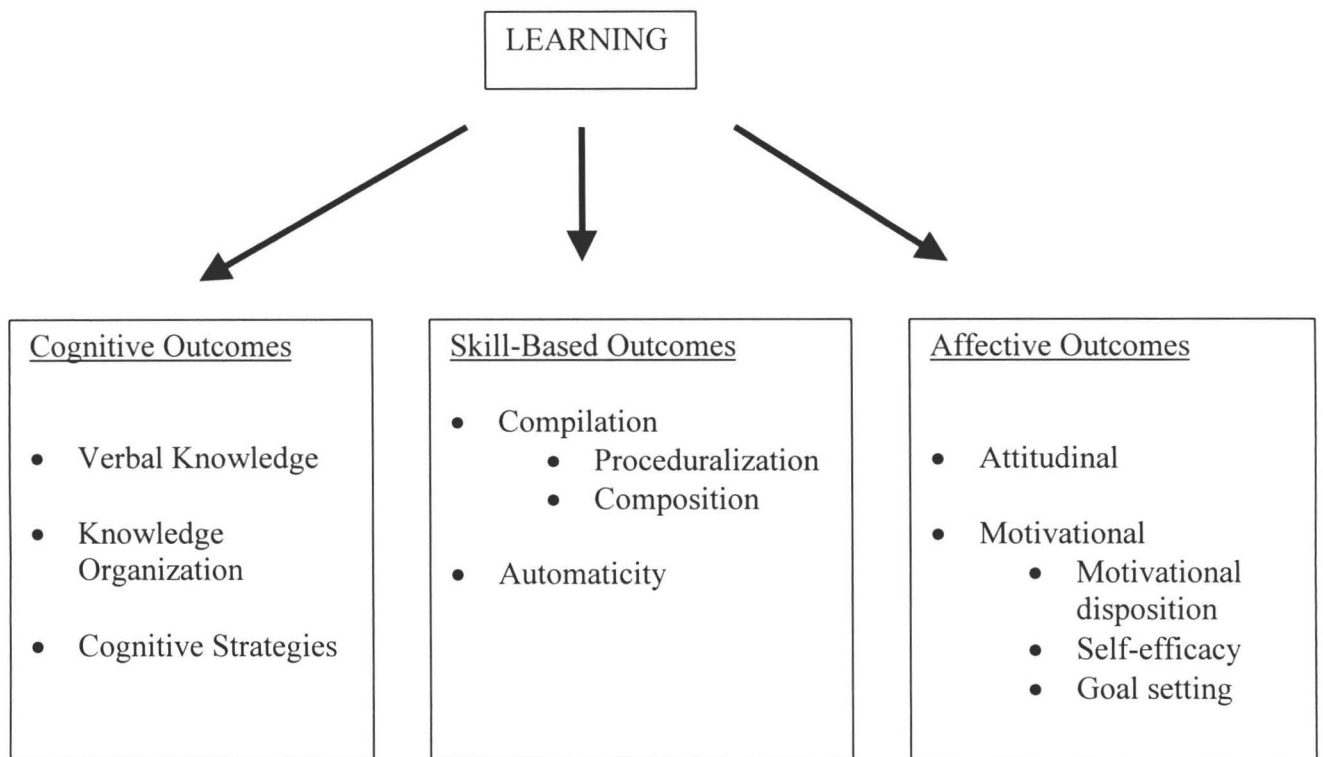 LEARNING
Cognitive Outcomes
• Verbal Knowledge
• Knowledge
Organization
• Cognitive Strategies
Skill-Based Outcomes
• Compilation
• Proceduralization
• Composition
• Automaticity
Affective Outcomes
• Attitudinal
• Motivational
• Motivational
disposition
• Self-efficacy
• Goal setting